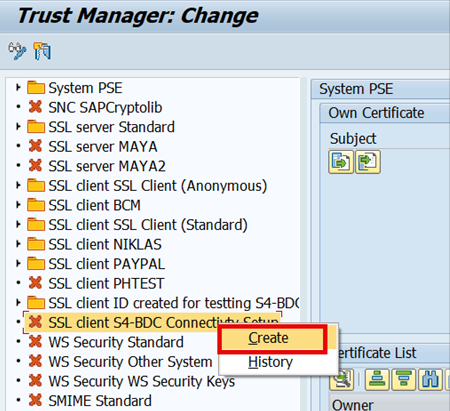 Trust Manager: Change
System PSE
SNC SAPCryptolib
SSL server Standard
SSL server MAYA
SSL server MAYA2
SSL client SSL Client (Anonymous)
SSL client BCM
SSL client SSL Client (Standard)
SSL client NIKLAS
SSL client PAYPAL
SSL client PHTEST
SSL client ID created for testting S4-BDC
SSL client S4-BDC Connectivty Setup
WS Security Standard
WS Security Other System
WS Security WS Security Keys
SMIME Standard
Create
History
System PSE
Own Certificate
Subject
ertificate List
Owner